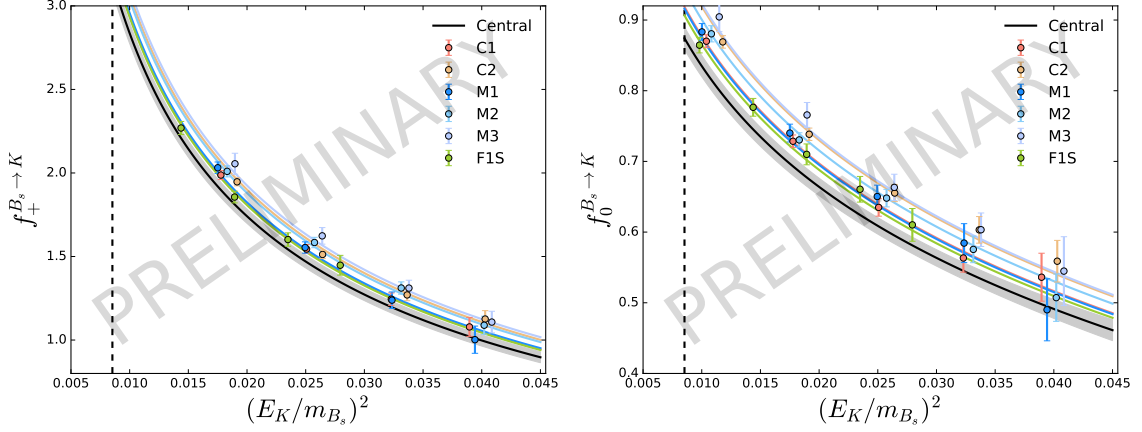 3.0
2.5
2.0
1.5
1.0
f_+^{B_s → K}
PRELIMINARY
Central
C1
C2
M1
M2
M3
F1S
0.005 0.010 0.015 0.020 0.025 0.030 0.035 0.040 0.045
(E_K/m_{B_s})^2
0.9
0.8
0.7
0.6
0.5
0.4
f_0^{B_s → K}
PRELIMINARY
Central
C1
C2
M1
M2
M3
F1S
0.005 0.010 0.015 0.020 0.025 0.030 0.035 0.040 0.045
(E_K/m_{B_s})^2